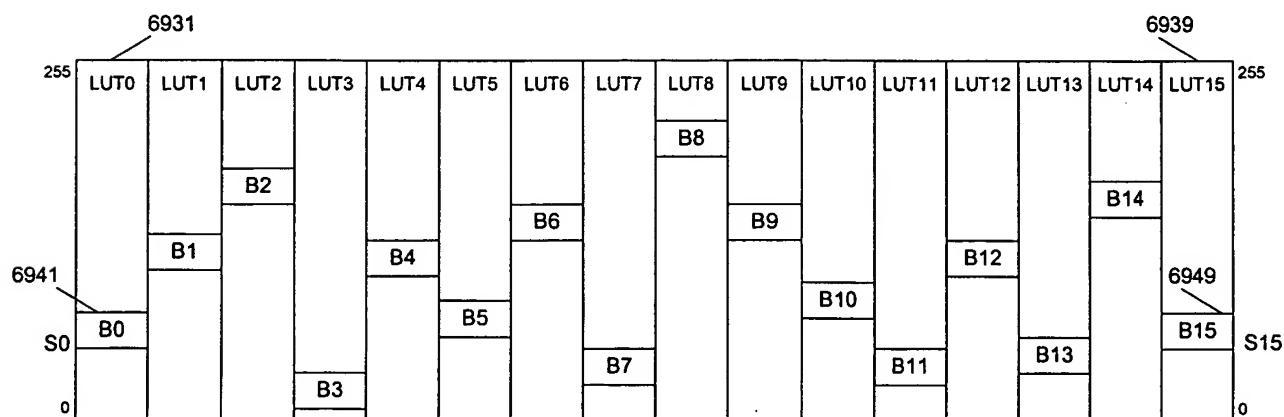 6931 6939
255 LUT0 LUT1 LUT2 LUT3 LUT4 LUT5 LUT6 LUT7 LUT8 LUT9 LUT10 LUT11 LUT12 LUT13 LUT14 LUT15 255
B8
B2
B14
B6 B9
B1
B4 B12
6941 6949
B10
B5
B0 B15
S0 S15
B13
B7 B11
B3
0 0